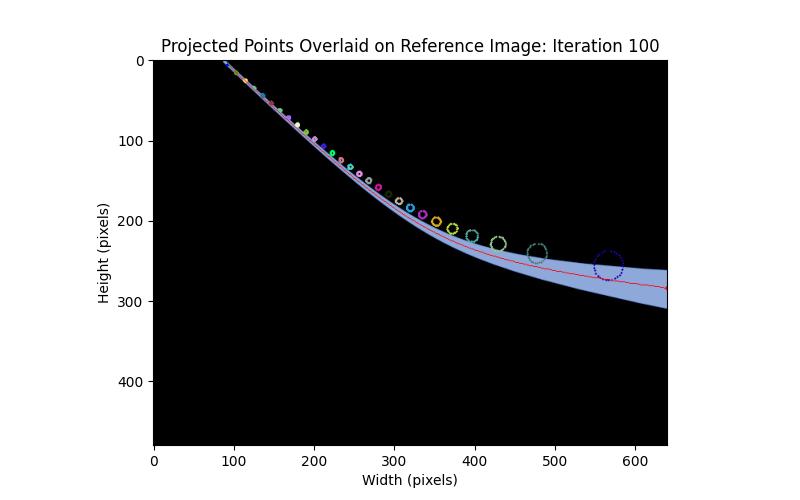 Projected Points Overlaid on Reference Image: Iteration 100
0
100
200
300
400
Height (pixels)
0 100 200 300 400 500 600
Width (pixels)